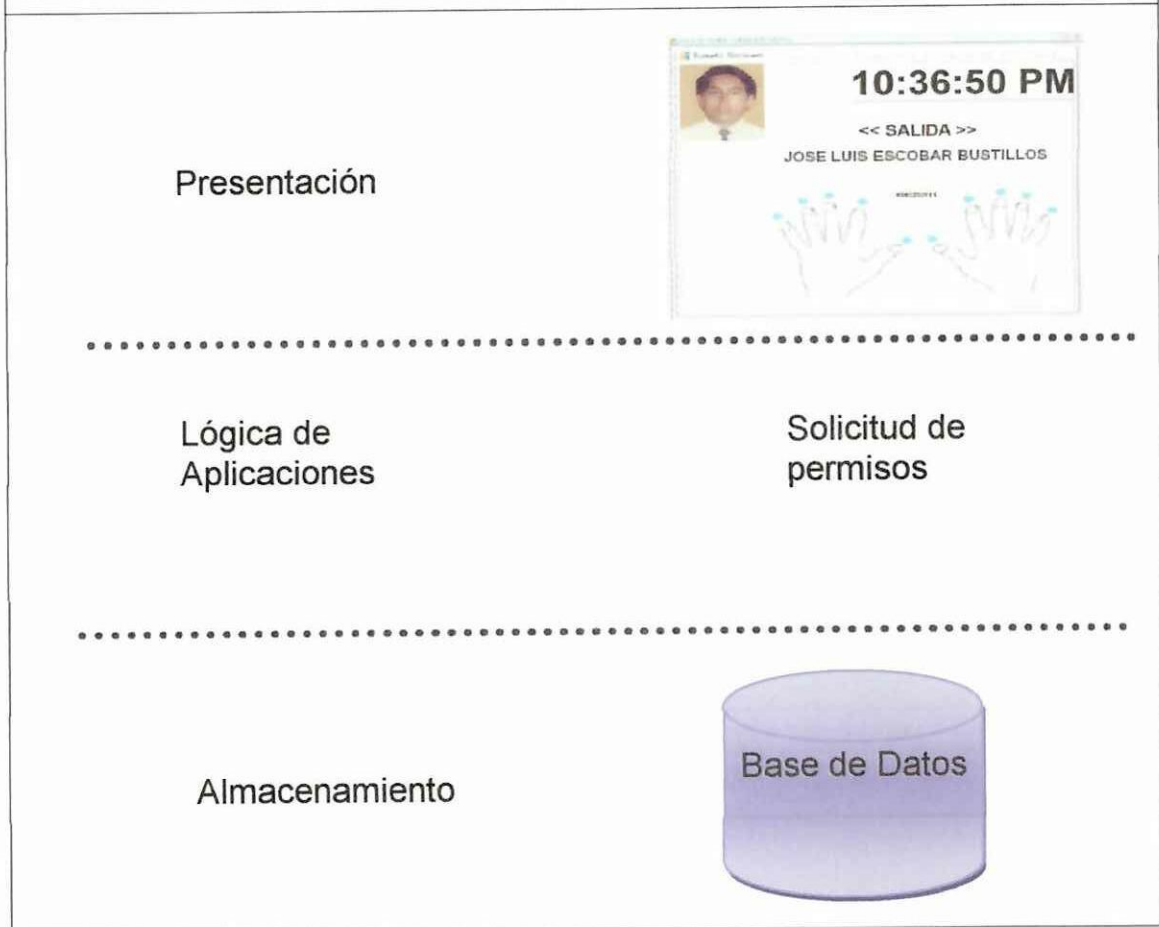 Presentación
10:36:50 PM
<< SALIDA >>
JOSE LUIS ESCOBAR BUSTILLOS
Lógica de
Aplicaciones
Solicitud de
permisos
Almacenamiento
Base de Datos